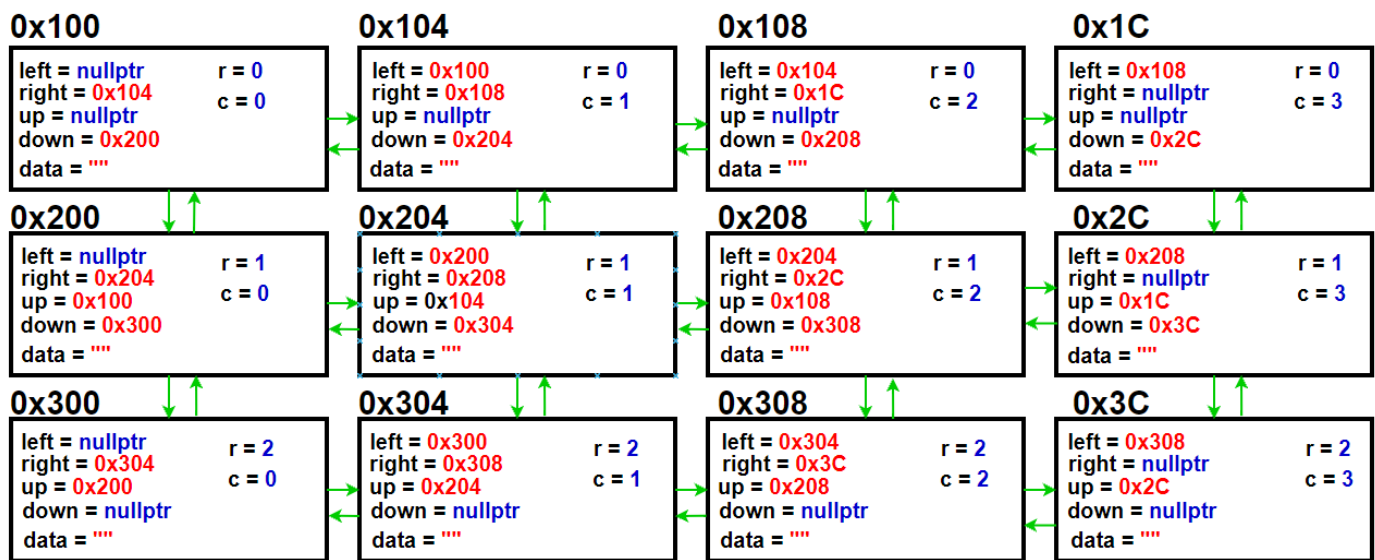 0x100
left = nullptr
right = 0x104
up = nullptr
down = 0x200
data = ""
r = 0
c = 0
0x104
left = 0x100
right = 0x108
up = nullptr
down = 0x204
data = ""
r = 0
c = 1
0x108
left = 0x104
right = 0x1C
up = nullptr
down = 0x208
data = ""
r = 0
c = 2
0x1C
left = 0x108
right = nullptr
up = nullptr
down = 0x2C
data = ""
r = 0
c = 3
0x200
left = nullptr
right = 0x204
up = 0x100
down = 0x300
data = ""
r = 1
c = 0
0x204
left = 0x200
right = 0x208
up = 0x104
down = 0x304
data = ""
r = 1
c = 1
0x208
left = 0x204
right = 0x2C
up = 0x108
down = 0x308
data = ""
r = 1
c = 2
0x2C
left = 0x208
right = nullptr
up = 0x1C
down = 0x3C
data = ""
r = 1
c = 3
0x300
left = nullptr
right = 0x304
up = 0x200
down = nullptr
data = ""
r = 2
c = 0
0x304
left = 0x300
right = 0x308
up = 0x204
down = nullptr
data = ""
r = 2
c = 1
0x308
left = 0x304
right = 0x3C
up = 0x208
down = nullptr
data = ""
r = 2
c = 2
0x3C
left = 0x308
right = nullptr
up = 0x2C
down = nullptr
data = ""
r = 2
c = 3